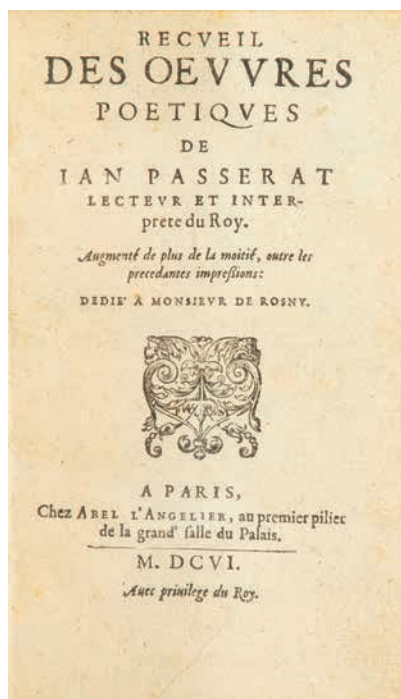 RECVEIL
DES OEVVRES
POETIQVES
DE
IAN PASSERAT
LECTEVR ET INTER-
prete du Roy.
Augmenté de plus de la moitié, outre les
precedantes impreßions:
DEDIE' A MONSIEVR DE ROSNY.
A PARIS,
Chez ABEL L'ANGELIER, au premier pilier
de la grand' ſalle du Palais.
M. DCVI.
Auec priuilege du Roy.